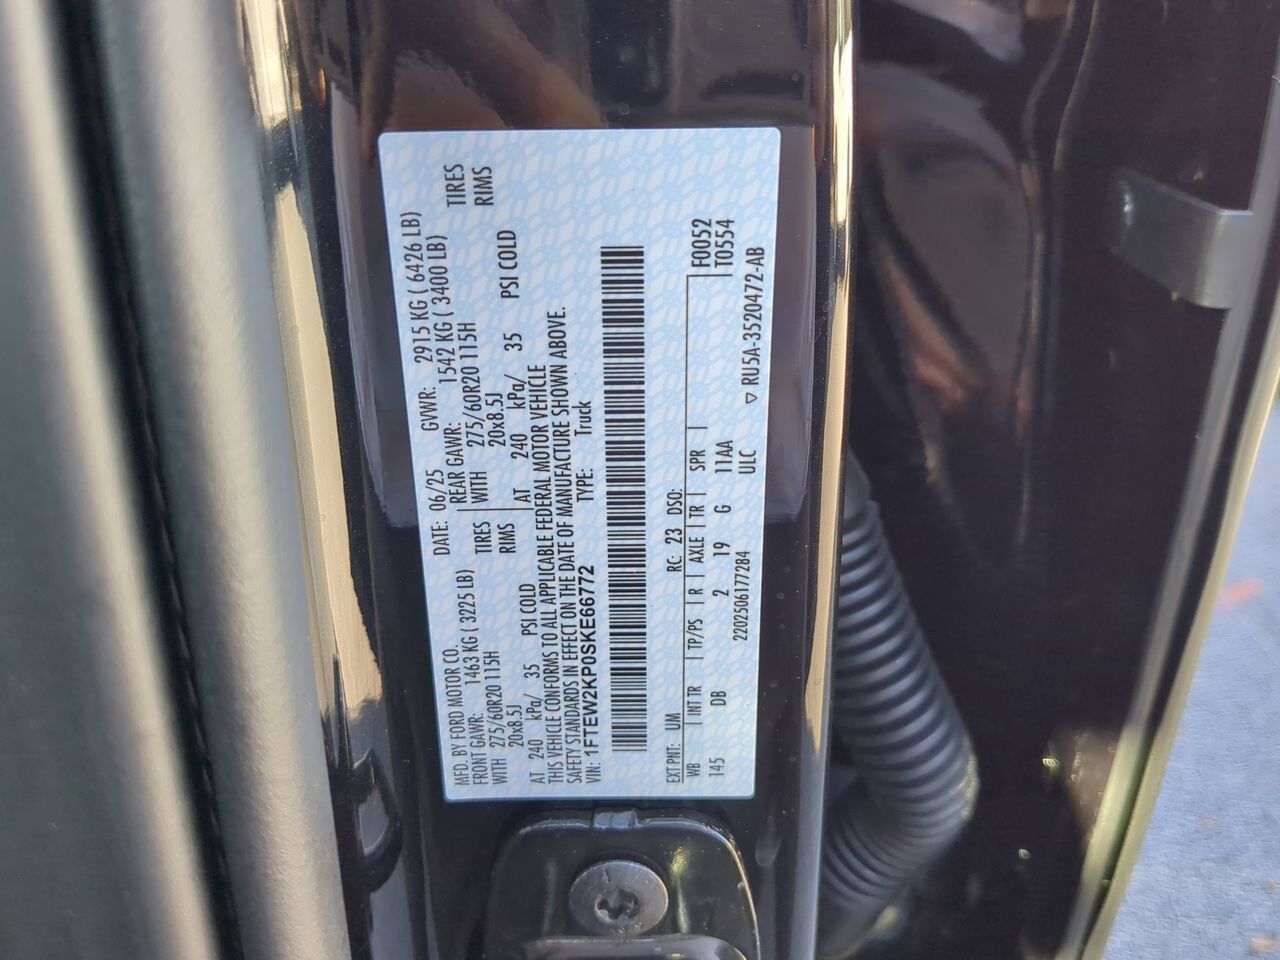 MFD. BY FORD MOTOR CO.
DATE: 06/25 GVWR: 2915 KG ( 6426 LB)
FRONT GAWR: 1463 KG ( 3225 LB) REAR GAWR: 1542 KG ( 3400 LB)
WITH 275/60R20 115H TIRES WITH 275/60R20 115H TIRES
20x8.5J RIMS 20x8.5J RIMS
AT 240 kPa/ 35 PSI COLD AT 240 kPa/ 35 PSI COLD
THIS VEHICLE CONFORMS TO ALL APPLICABLE FEDERAL MOTOR VEHICLE
SAFETY STANDARDS IN EFFECT ON THE DATE OF MANUFACTURE SHOWN ABOVE.
VIN: 1FTEW2KP0SKE66772 TYPE: Truck
EXT PNT: UM RC: 23 DSO:
WB | INT TR | TP/PS | R | AXLE | TR | SPR | F0052
145 DB 2 19 G 11AA T0554
2202506177284 ULC ▽ RU5A-3520472-AB